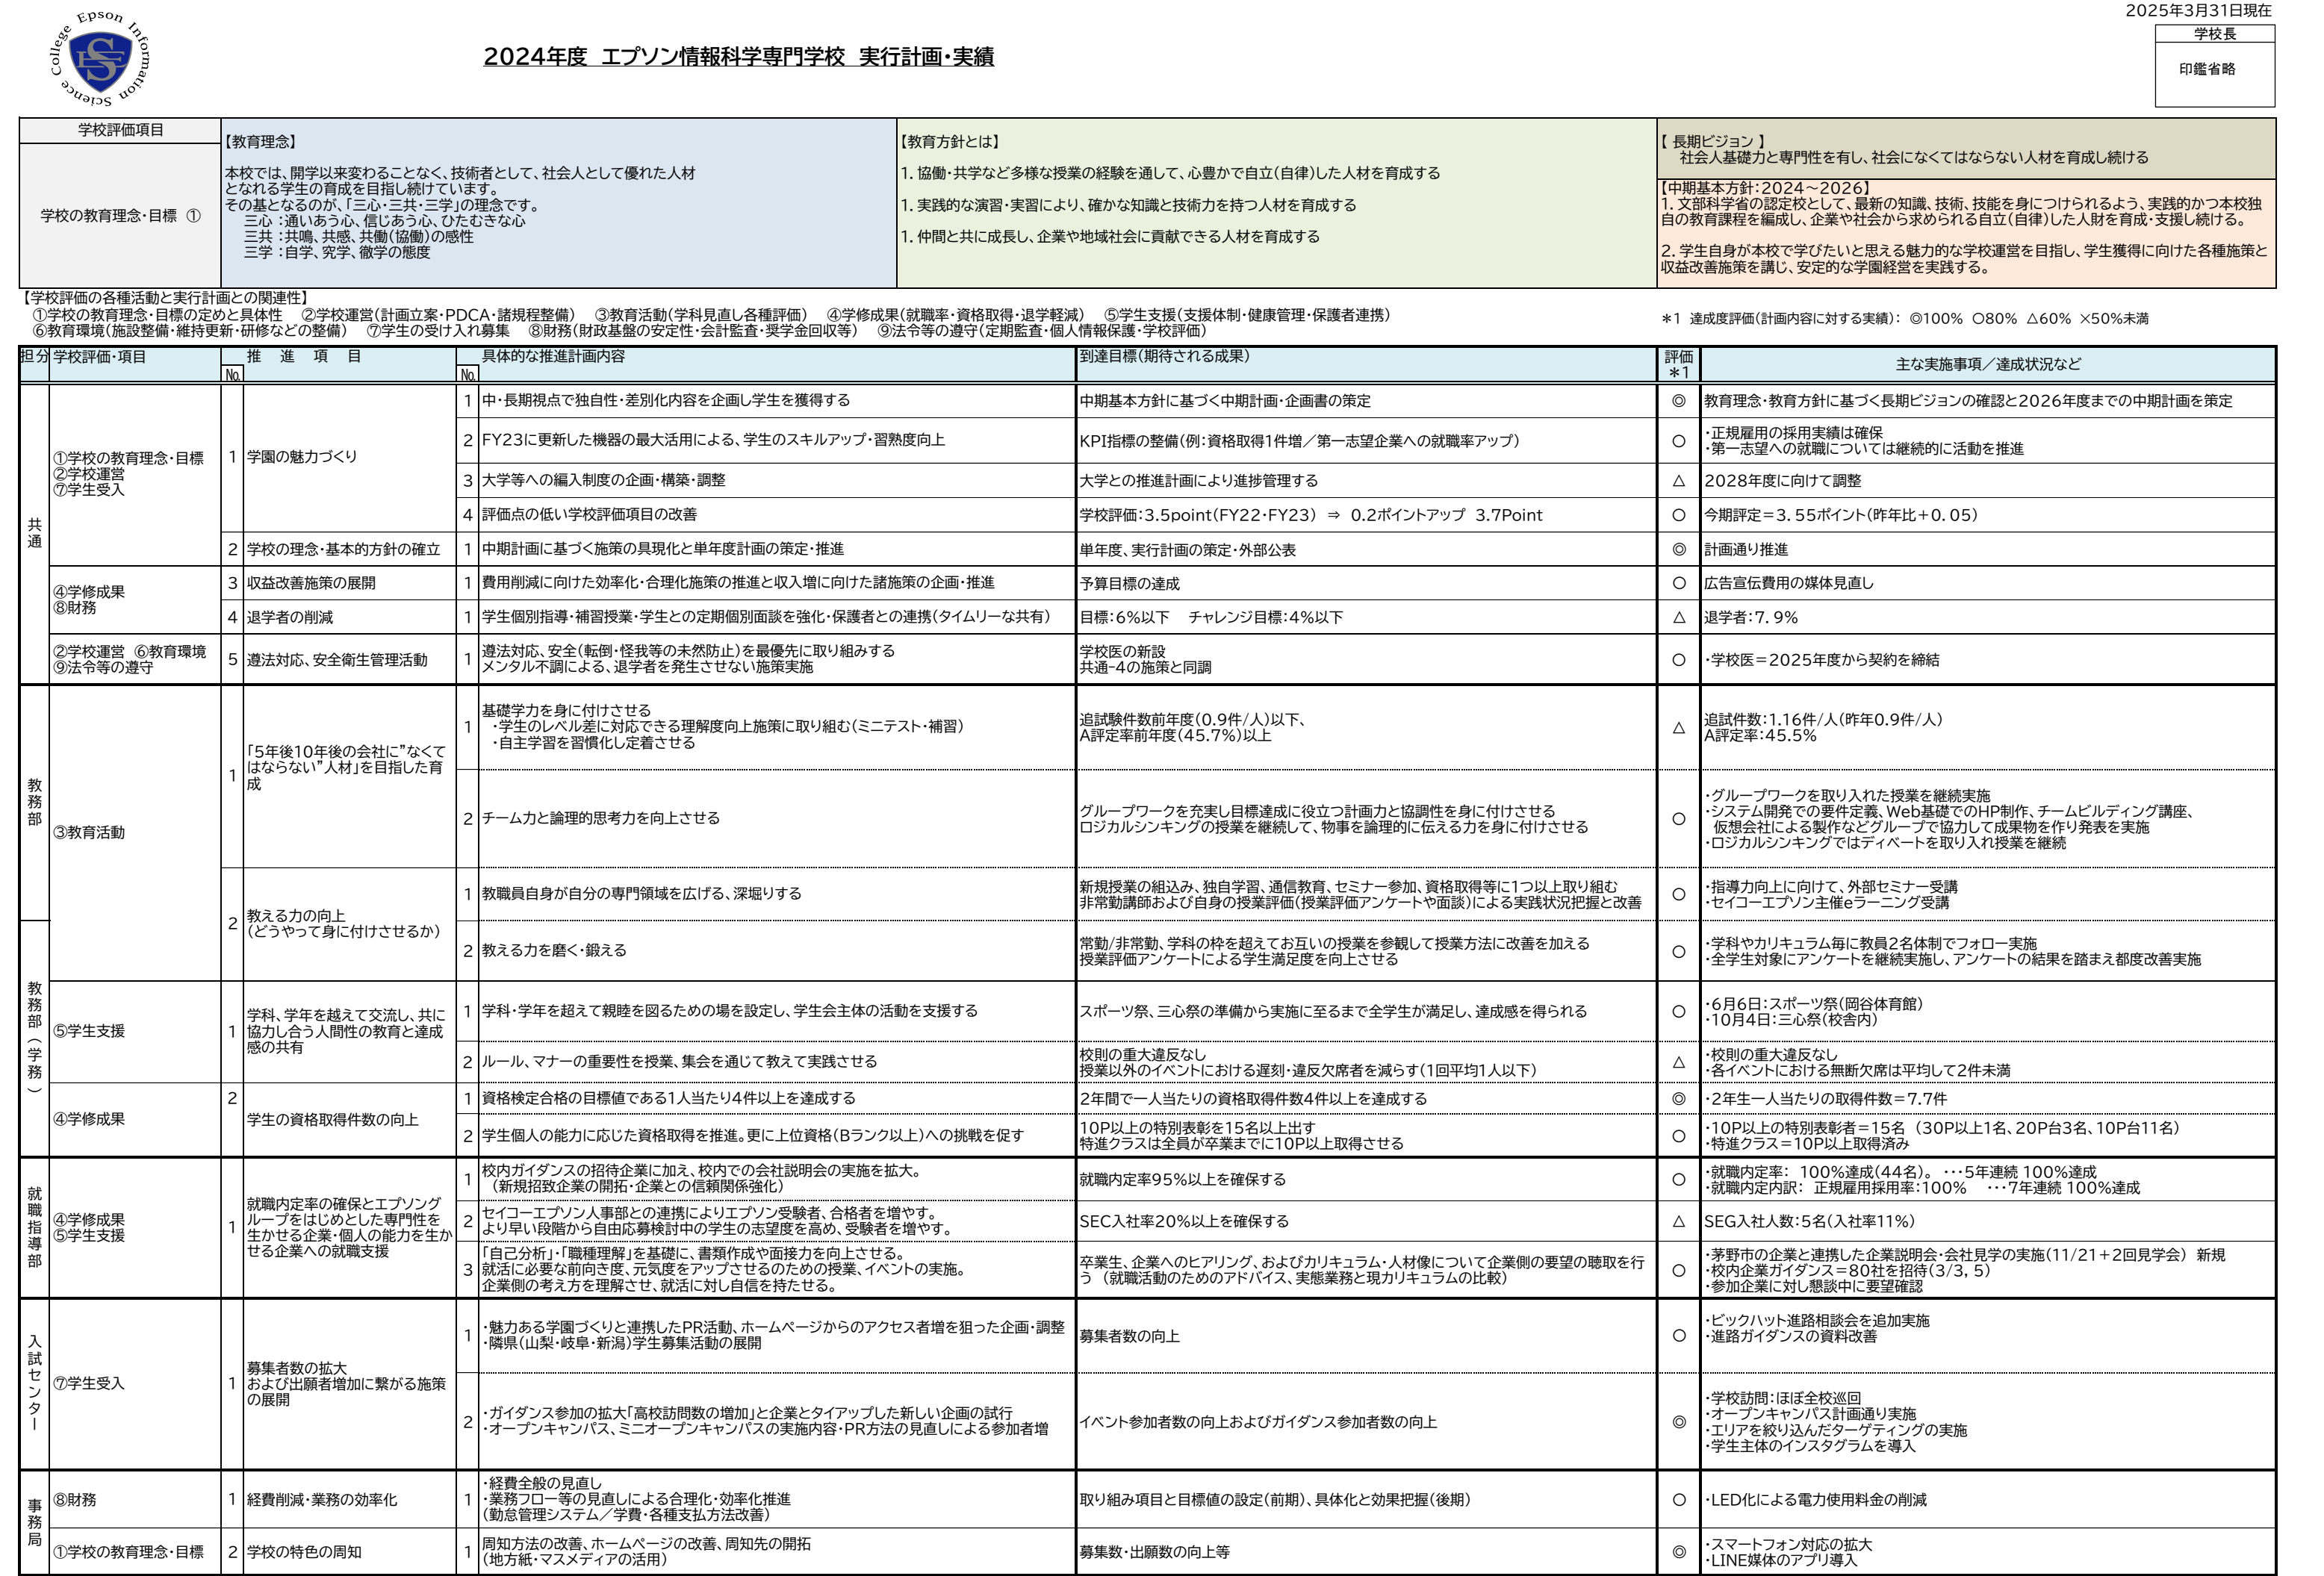 Epson Information Science College
2025年3月31日現在
2024年度　エプソン情報科学専門学校　実行計画・実績
学校長
印鑑省略
学校評価項目
学校の教育理念・目標　①
【教育理念】
本校では、開学以来変わることなく、技術者として、社会人として優れた人材
となれる学生の育成を目指し続けています。
その基となるのが、「三心・三共・三学」の理念です。
三心：通いあう心、信じあう心、ひたむきな心
三共：共鳴、共感、共働（協働）の感性
三学：自学、究学、徹学の態度
【教育方針とは】
1. 協働・共学など多様な授業の経験を通して、心豊かで自立（自律）した人材を育成する
1. 実践的な演習・実習により、確かな知識と技術力を持つ人材を育成する
1. 仲間と共に成長し、企業や地域社会に貢献できる人材を育成する
【 長期ビジョン 】
社会人基礎力と専門性を有し、社会になくてはならない人材を育成し続ける
【中期基本方針：2024～2026】
1. 文部科学省の認定校として、最新の知識、技術、技能を身につけられるよう、実践的かつ本校独
自の教育課程を編成し、企業や社会から求められる自立（自律）した人財を育成・支援し続ける。
2. 学生自身が本校で学びたいと思える魅力的な学校運営を目指し、学生獲得に向けた各種施策と
収益改善施策を講じ、安定的な学園経営を実践する。
【学校評価の各種活動と実行計画との関連性】
①学校の教育理念・目標の定めと具体性　②学校運営（計画立案・PDCA・諸規程整備）　③教育活動（学科見直し各種評価）　④学修成果（就職率・資格取得・退学軽減）　⑤学生支援（支援体制・健康管理・保護者連携）
⑥教育環境（施設整備・維持更新・研修などの整備）　⑦学生の受け入れ募集　⑧財務（財政基盤の安定性・会計監査・奨学金回収等）　⑨法令等の遵守（定期監査・個人情報保護・学校評価）
＊1 達成度評価（計画内容に対する実績）： ◎100% ○80% △60% ×50%未満
担分 学校評価・項目 №　推　進　項　目 № 具体的な推進計画内容 到達目標（期待される成果） 評価＊1 主な実施事項／達成状況など
共通
①学校の教育理念・目標
②学校運営
⑦学生受入
1 学園の魅力づくり
1 中・長期視点で独自性・差別化内容を企画し学生を獲得する 中期基本方針に基づく中期計画・企画書の策定 ◎ 教育理念・教育方針に基づく長期ビジョンの確認と2026年度までの中期計画を策定
2 FY23に更新した機器の最大活用による、学生のスキルアップ・習熟度向上 KPI指標の整備（例：資格取得1件増／第一志望企業への就職率アップ） ○
・正規雇用の採用実績は確保
・第一志望への就職については継続的に活動を推進
3 大学等への編入制度の企画・構築・調整 大学との推進計画により進捗管理する △ 2028年度に向けて調整
4 評価点の低い学校評価項目の改善 学校評価：3.5point（FY22・FY23） ⇒ 0.2ポイントアップ 3.7Point ○ 今期評定＝3.55ポイント（昨年比＋0.05）
2 学校の理念・基本的方針の確立 1 中期計画に基づく施策の具現化と単年度計画の策定・推進 単年度、実行計画の策定・外部公表 ◎ 計画通り推進
④学修成果
⑧財務
3 収益改善施策の展開 1 費用削減に向けた効率化・合理化施策の推進と収入増に向けた諸施策の企画・推進 予算目標の達成 ○ 広告宣伝費用の媒体見直し
4 退学者の削減 1 学生個別指導・補習授業・学生との定期個別面談を強化・保護者との連携（タイムリーな共有） 目標：6%以下　チャレンジ目標：4%以下 △ 退学者：7.9%
②学校運営　⑥教育環境
⑨法令等の遵守
5 遵法対応、安全衛生管理活動
1 遵法対応、安全（転倒・怪我等の未然防止）を最優先に取り組みする
メンタル不調による、退学者を発生させない施策実施
学校医の新設
共通-4の施策と同調
○ ・学校医＝2025年度から契約を締結
教務部
③教育活動
1 「5年後10年後の会社に”なくて
はならない”人材」を目指した育
成
1 基礎学力を身に付けさせる
・学生のレベル差に対応できる理解度向上施策に取り組む（ミニテスト・補習）
・自主学習を習慣化し定着させる
追試験件数前年度（0.9件/人）以下、
A評定率前年度（45.7%）以上
△
追試件数：1.16件/人（昨年0.9件/人）
A評定率：45.5%
2 チーム力と論理的思考力を向上させる
グループワークを充実し目標達成に役立つ計画力と協調性を身に付けさせる
ロジカルシンキングの授業を継続して、物事を論理的に伝える力を身に付けさせる
○
・グループワークを取り入れた授業を継続実施
・システム開発での要件定義、Web基礎でのHP制作、チームビルディング講座、
仮想会社による製作などグループで協力して成果物を作り発表を実施
・ロジカルシンキングではディベートを取り入れ授業を継続
2 教える力の向上
（どうやって身に付けさせるか）
1 教職員自身が自分の専門領域を広げる、深堀りする
新規授業の組込み、独自学習、通信教育、セミナー参加、資格取得等に1つ以上取り組む
非常勤講師および自身の授業評価（授業評価アンケートや面談）による実践状況把握と改善
○
・指導力向上に向けて、外部セミナー受講
・セイコーエプソン主催eラーニング受講
2 教える力を磨く・鍛える
常勤/非常勤、学科の枠を超えてお互いの授業を参観して授業方法に改善を加える
授業評価アンケートによる学生満足度を向上させる
○
・学科やカリキュラム毎に教員2名体制でフォロー実施
・全学生対象にアンケートを継続実施し、アンケートの結果を踏まえ都度改善実施
教務部（学務）
⑤学生支援
1 学科、学年を越えて交流し、共に
協力し合う人間性の教育と達成
感の共有
1 学科・学年を超えて親睦を図るための場を設定し、学生会主体の活動を支援する スポーツ祭、三心祭の準備から実施に至るまで全学生が満足し、達成感を得られる ○
・6月6日：スポーツ祭（岡谷体育館）
・10月4日：三心祭（校舎内）
2 ルール、マナーの重要性を授業、集会を通じて教えて実践させる
校則の重大違反なし
授業以外のイベントにおける遅刻・違反欠席者を減らす（1回平均1人以下）
△
・校則の重大違反なし
・各イベントにおける無断欠席は平均して2件未満
④学修成果
2 学生の資格取得件数の向上
1 資格検定合格の目標値である1人当たり4件以上を達成する 2年間で一人当たりの資格取得件数4件以上を達成する ◎ ・2年生一人当たりの取得件数＝7.7件
2 学生個人の能力に応じた資格取得を推進。更に上位資格（Bランク以上）への挑戦を促す
10P以上の特別表彰を15名以上出す
特進クラスは全員が卒業までに10P以上取得させる
○
・10P以上の特別表彰者＝15名 （30P以上1名、20P台3名、10P台11名）
・特進クラス＝10P以上取得済み
就職指導部
④学修成果
⑤学生支援
1 就職内定率の確保とエプソング
ループをはじめとした専門性を
生かせる企業・個人の能力を生か
せる企業への就職支援
1 校内ガイダンスの招待企業に加え、校内での会社説明会の実施を拡大。
（新規招致企業の開拓・企業との信頼関係強化）
就職内定率95%以上を確保する ○
・就職内定率： 100%達成（44名）。 ・・・5年連続 100%達成
・就職内定内訳： 正規雇用採用率：100% ・・・7年連続 100%達成
2 セイコーエプソン人事部との連携によりエプソン受験者、合格者を増やす。
より早い段階から自由応募検討中の学生の志望度を高め、受験者を増やす。
SEC入社率20%以上を確保する △ SEG入社人数：5名（入社率11%）
3 「自己分析」・「職種理解」を基礎に、書類作成や面接力を向上させる。
就活に必要な前向き度、元気度をアップさせるのための授業、イベントの実施。
企業側の考え方を理解させ、就活に対し自信を持たせる。
卒業生、企業へのヒアリング、およびカリキュラム・人材像について企業側の要望の聴取を行
う （就職活動のためのアドバイス、実態業務と現カリキュラムの比較）
○
・茅野市の企業と連携した企業説明会・会社見学の実施（11/21＋2回見学会） 新規
・校内企業ガイダンス＝80社を招待（3/3，5）
・参加企業に対し懇談中に要望確認
入試センター
⑦学生受入
1 募集者数の拡大
および出願者増加に繋がる施策
の展開
1 ・魅力ある学園づくりと連携したPR活動、ホームページからのアクセス者増を狙った企画・調整
・隣県（山梨・岐阜・新潟）学生募集活動の展開
募集者数の向上 ○
・ビックハット進路相談会を追加実施
・進路ガイダンスの資料改善
2 ・ガイダンス参加の拡大「高校訪問数の増加」と企業とタイアップした新しい企画の試行
・オープンキャンパス、ミニオープンキャンパスの実施内容・PR方法の見直しによる参加者増
イベント参加者数の向上およびガイダンス参加者数の向上 ◎
・学校訪問：ほぼ全校巡回
・オープンキャンパス計画通り実施
・エリアを絞り込んだターゲティングの実施
・学生主体のインスタグラムを導入
事務局
⑧財務
1 経費削減・業務の効率化
1 ・経費全般の見直し
・業務フロー等の見直しによる合理化・効率化推進
（勤怠管理システム／学費・各種支払方法改善）
取り組み項目と目標値の設定（前期）、具体化と効果把握（後期） ○ ・LED化による電力使用料金の削減
①学校の教育理念・目標
2 学校の特色の周知
1 周知方法の改善、ホームページの改善、周知先の開拓
（地方紙・マスメディアの活用）
募集数・出願数の向上等 ◎
・スマートフォン対応の拡大
・LINE媒体のアプリ導入